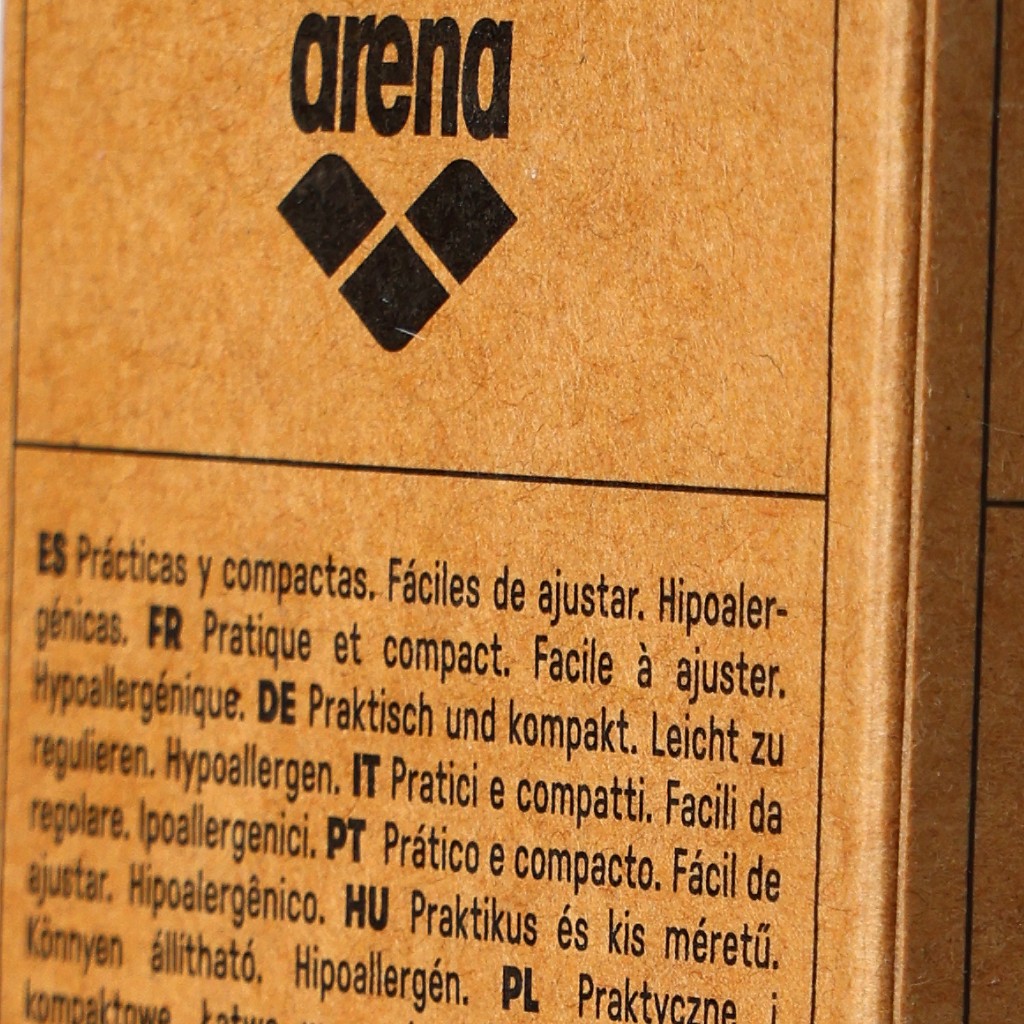 arena
ES Prácticas y compactas. Fáciles de ajustar. Hipoaler-
génicas. FR Pratique et compact. Facile à ajuster.
Hypoallergénique. DE Praktisch und kompakt. Leicht zu
regulieren. Hypoallergen. IT Pratici e compatti. Facili da
regolare. Ipoallergenici. PT Prático e compacto. Fácil de
ajustar. Hipoalergênico. HU Praktikus és kis méretű.
Könnyen állítható. Hipoallergén. PL Praktyczne i
kompaktowe. Łatwe